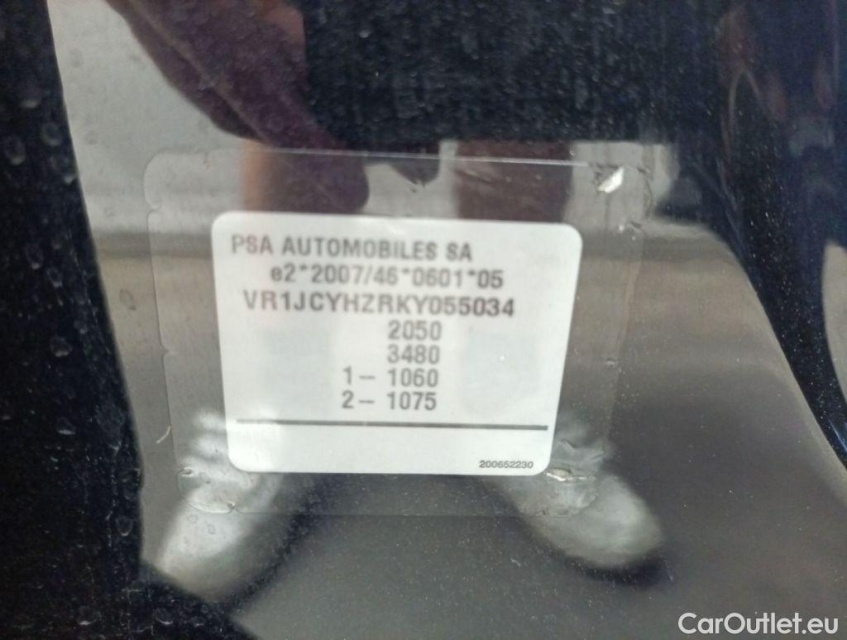 PSA AUTOMOBILES SA
e2*2007/46*0601*05
VR1JCYHZRKY055034
2050
3480
1- 1060
2- 1075
200652230
CarOutlet.eu